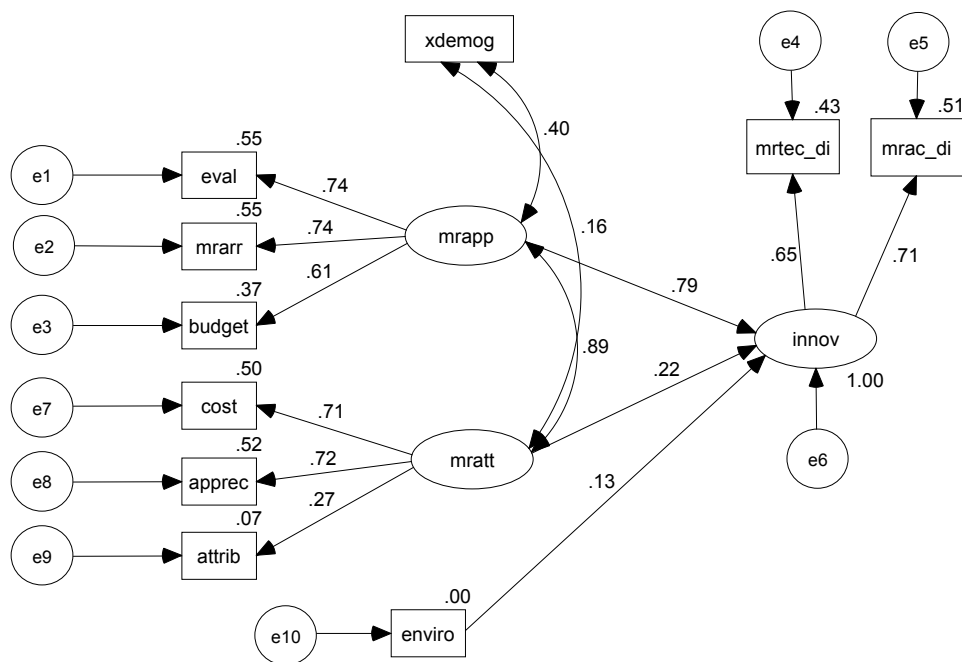 xdemog
e4
e5
.43
.51
mrtec_di
mrac_di
.40
.55
e1
eval
.74
.55
e2
mrarr
.74
mrapp
.16
.65
.71
.61
.37
e3
budget
.79
innov
.89
1.00
.50
.22
e7
cost
.71
.52
e8
apprec
.72
mratt
e6
.27
.13
.07
e9
attrib
.00
e10
enviro